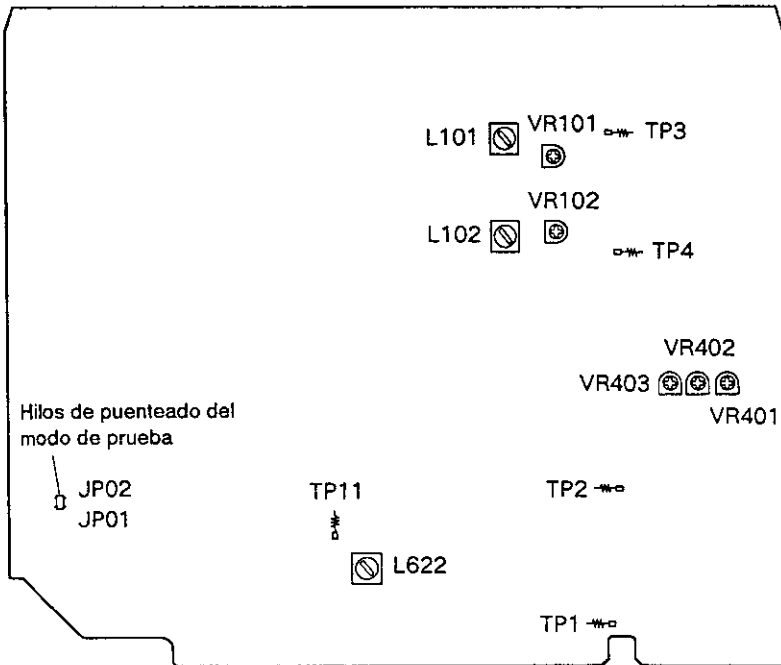 L101
VR101
TP3
VR102
L102
TP4
VR402
VR403
VR401
Hilos de puenteado del
modo de prueba
JP02
JP01
TP11
TP2
L622
TP1